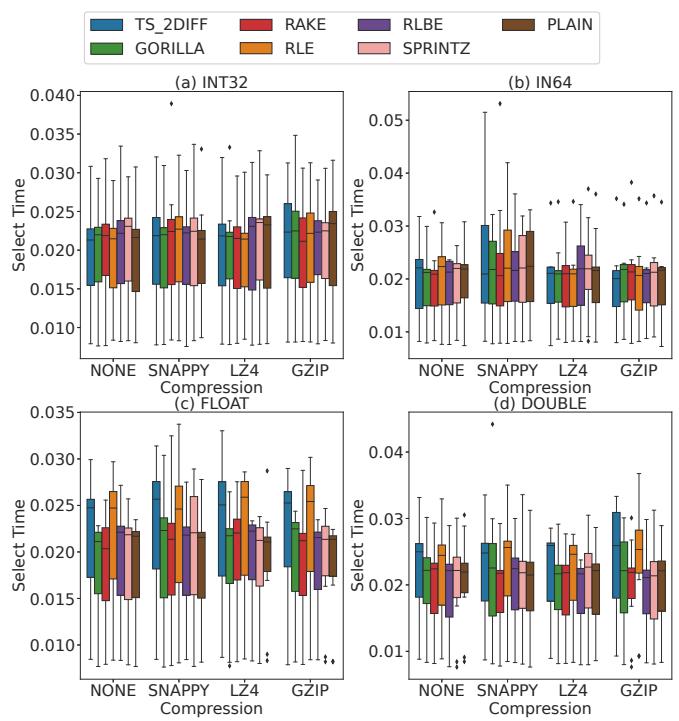 TS_2DIFF RAKE RLBE PLAIN
GORILLA RLE SPRINTZ
(a) INT32 (b) IN64
0.040
0.035
0.030
0.025
0.020
0.015
0.010
Select Time
NONE SNAPPY LZ4 GZIP
Compression
0.05
0.04
0.03
0.02
0.01
Select Time
NONE SNAPPY LZ4 GZIP
Compression
(c) FLOAT (d) DOUBLE
0.035
0.030
0.025
0.020
0.015
0.010
Select Time
NONE SNAPPY LZ4 GZIP
Compression
0.04
0.03
0.02
0.01
Select Time
NONE SNAPPY LZ4 GZIP
Compression